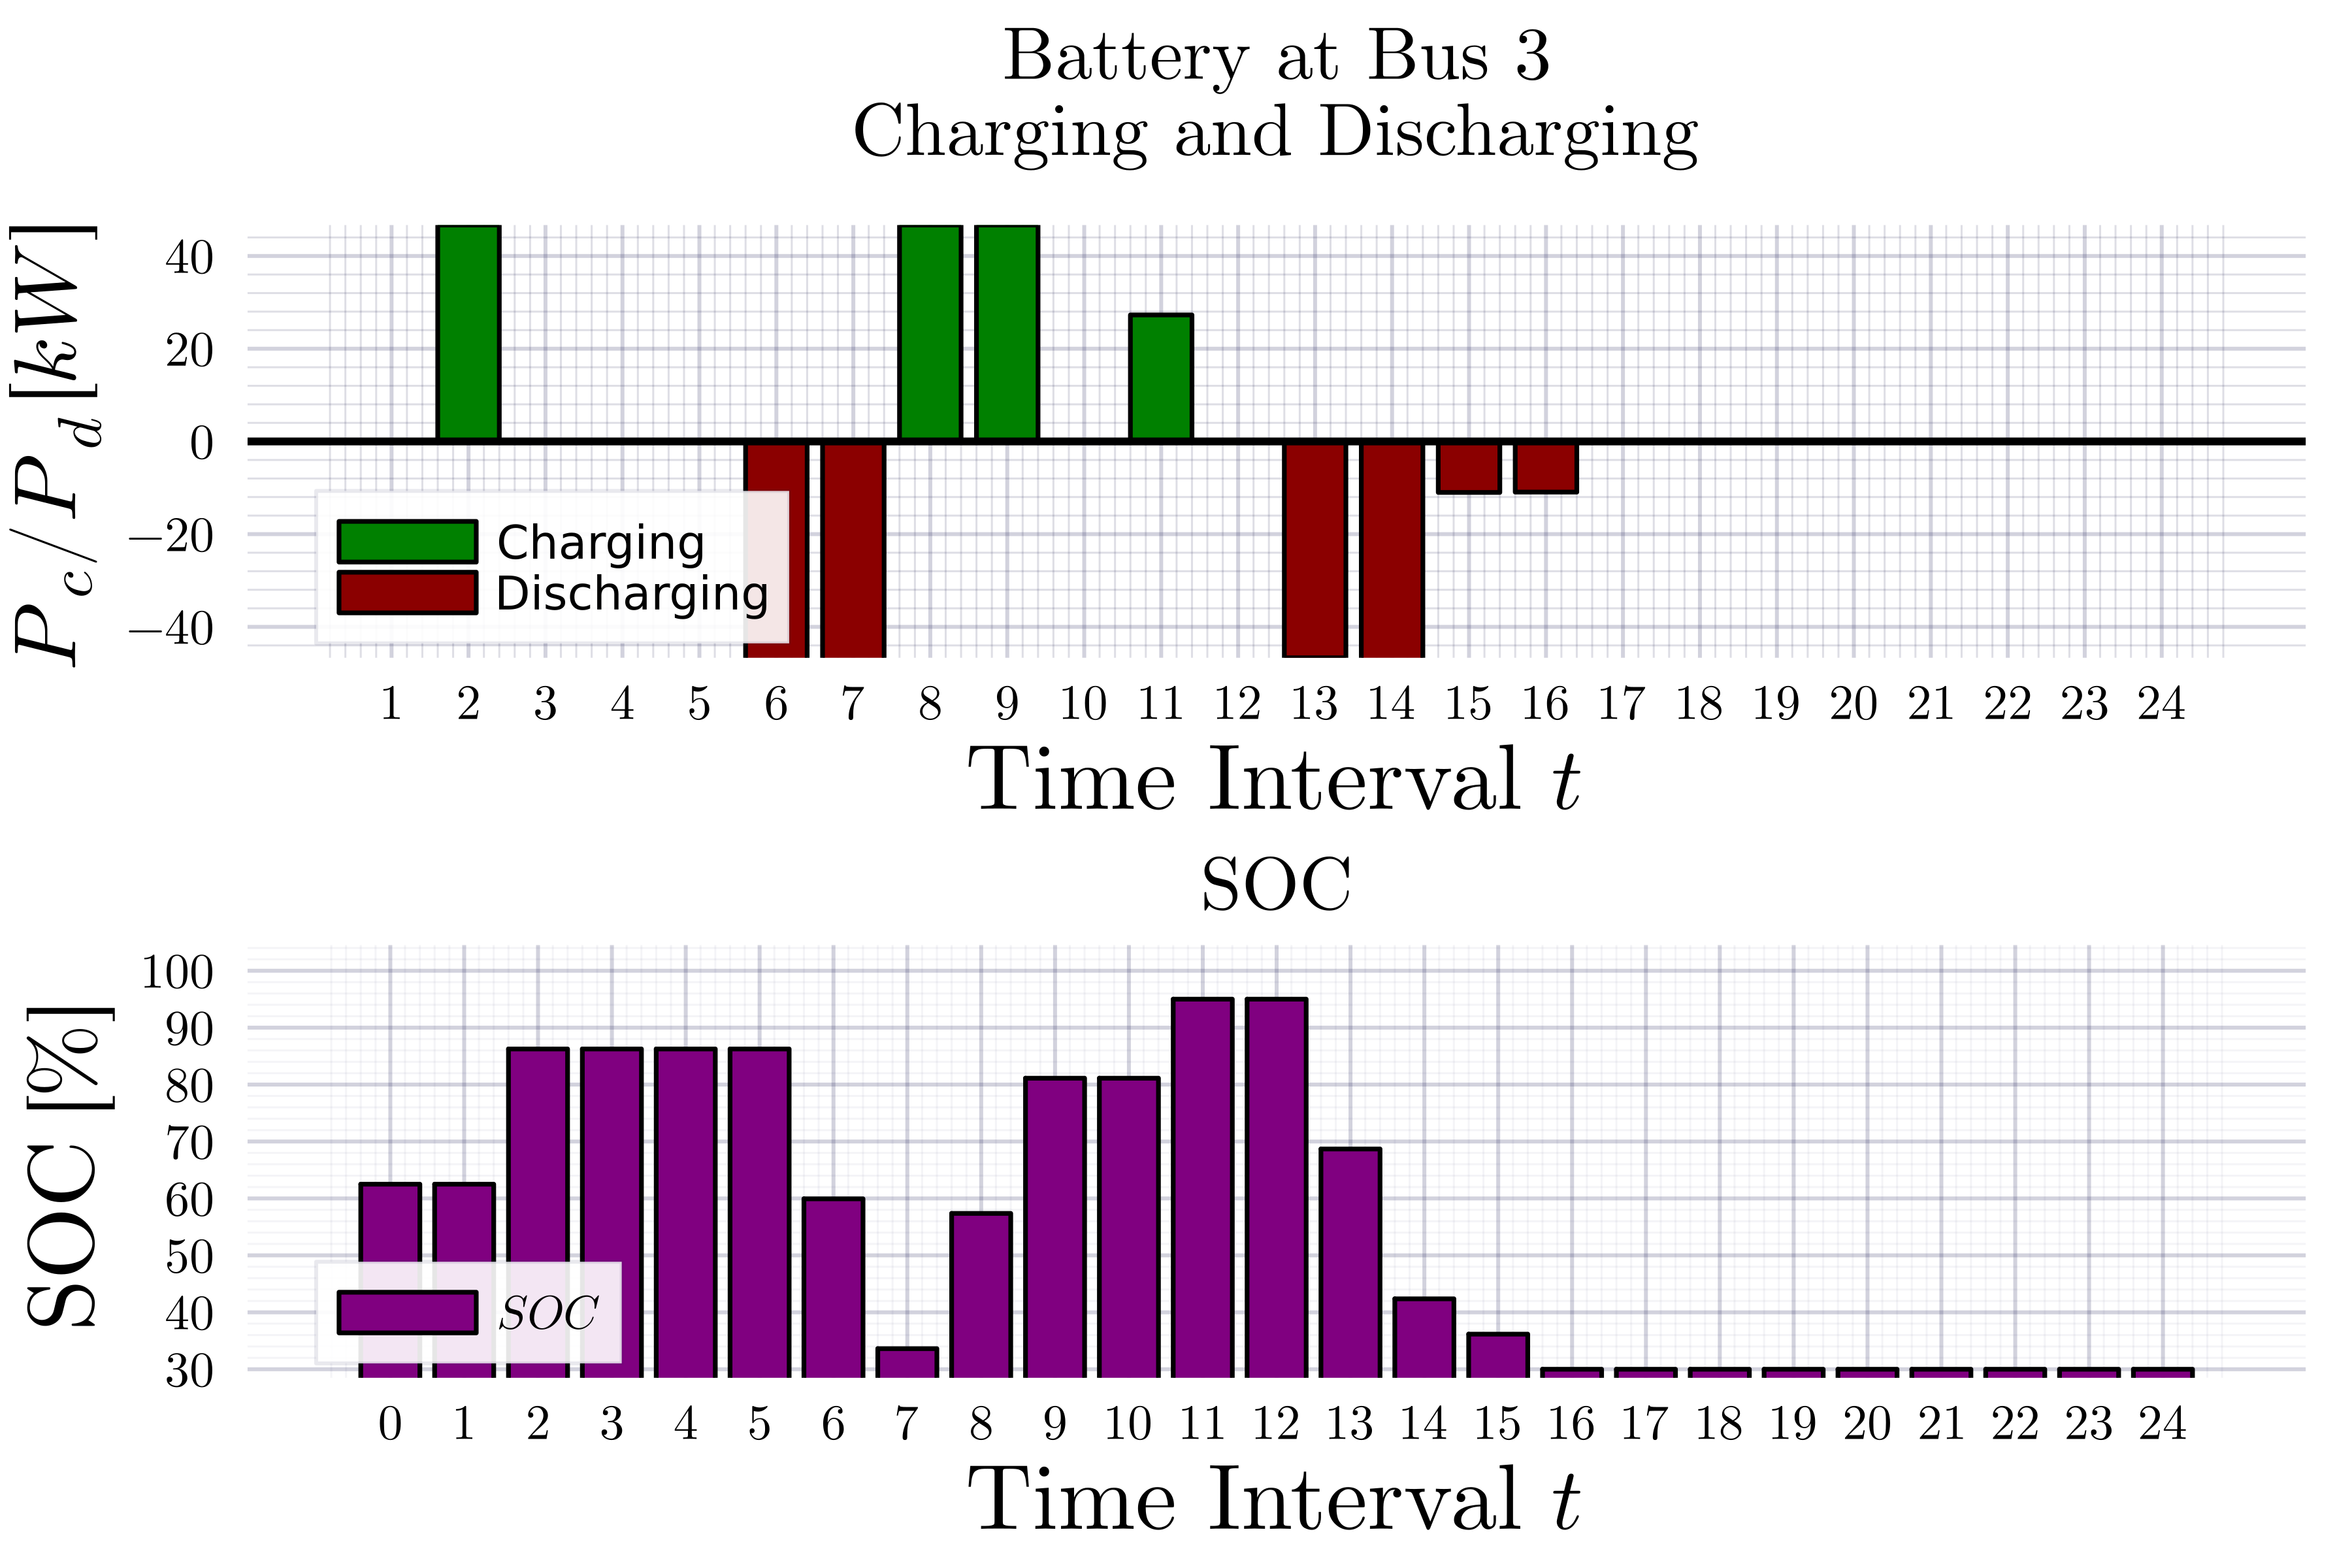 Battery at Bus 3
Charging and Discharging
P_c/P_d [kW]
40
20
0
−20
−40
Charging
Discharging
1 2 3 4 5 6 7 8 9 10 11 12 13 14 15 16 17 18 19 20 21 22 23 24
Time Interval t
SOC
SOC [%]
100
90
80
70
60
50
40
30
SOC
0 1 2 3 4 5 6 7 8 9 10 11 12 13 14 15 16 17 18 19 20 21 22 23 24
Time Interval t